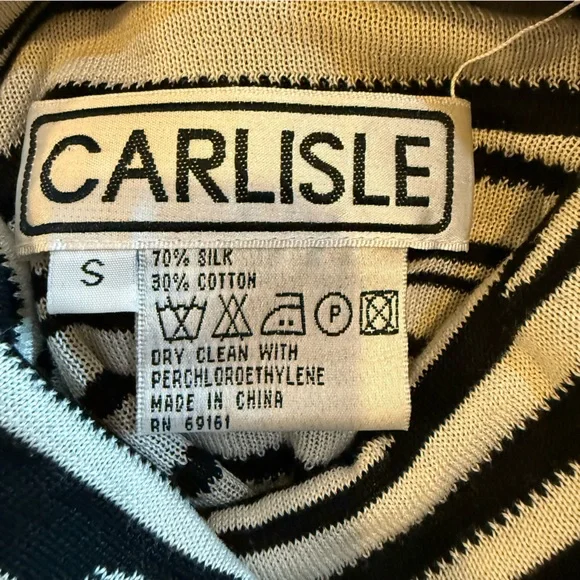 CARLISLE
S
70% SILK
30% COTTON
P
DRY CLEAN WITH
PERCHLOROETHYLENE
MADE IN CHINA
RN 69161